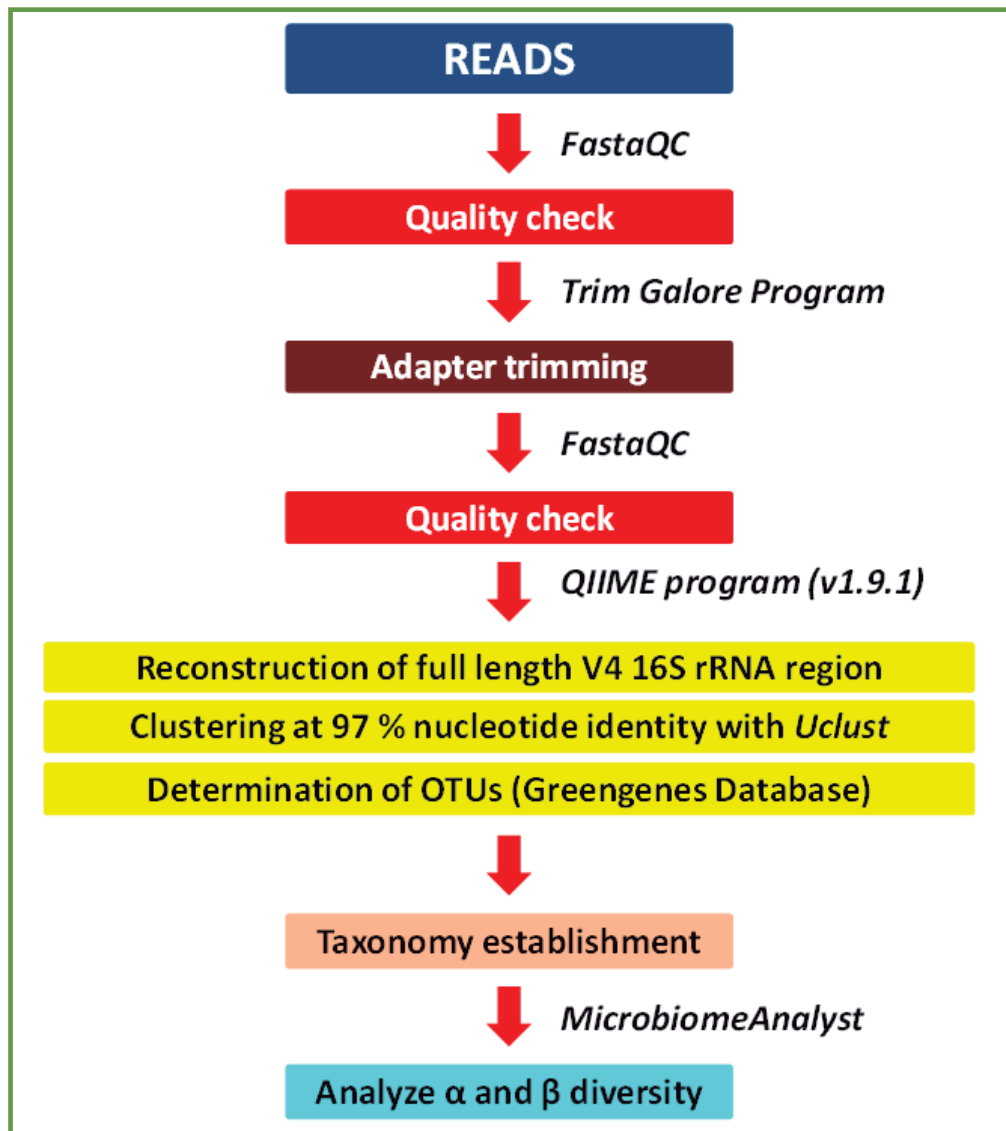 READS
FastaQC
Quality check
Trim Galore Program
Adapter trimming
FastaQC
Quality check
QIIME program (v1.9.1)
Reconstruction of full length V4 16S rRNA region
Clustering at 97 % nucleotide identity with Uclust
Determination of OTUs (Greengenes Database)
Taxonomy establishment
MicrobiomeAnalyst
Analyze α and β diversity